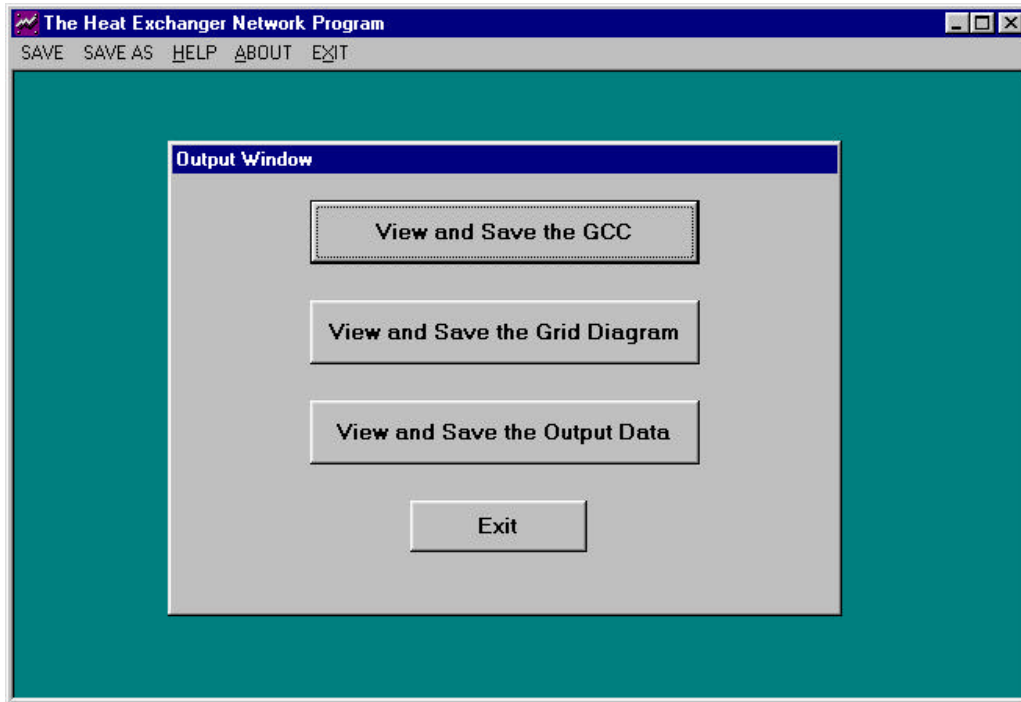 The Heat Exchanger Network Program
SAVE SAVE AS HELP ABOUT EXIT
Output Window
View and Save the GCC
View and Save the Grid Diagram
View and Save the Output Data
Exit